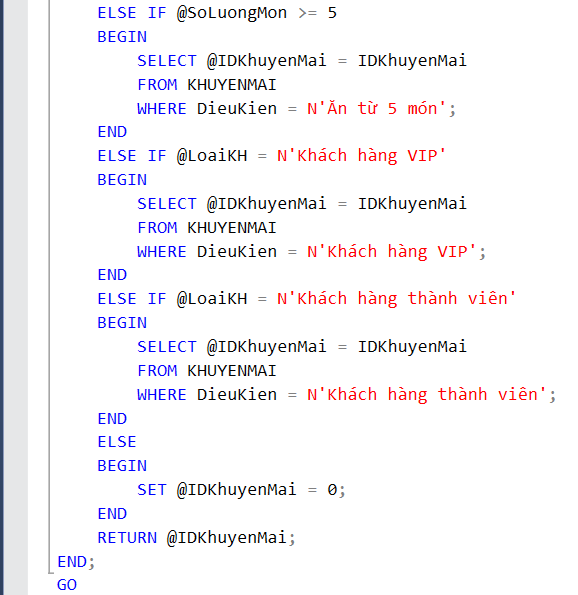 ELSE IF @SoLuongMon >= 5
BEGIN
SELECT @IDKhuyenMai = IDKhuyenMai
FROM KHUYENMAI
WHERE DieuKien = N'Ăn từ 5 món';
END
ELSE IF @LoaiKH = N'Khách hàng VIP'
BEGIN
SELECT @IDKhuyenMai = IDKhuyenMai
FROM KHUYENMAI
WHERE DieuKien = N'Khách hàng VIP';
END
ELSE IF @LoaiKH = N'Khách hàng thành viên'
BEGIN
SELECT @IDKhuyenMai = IDKhuyenMai
FROM KHUYENMAI
WHERE DieuKien = N'Khách hàng thành viên';
END
ELSE
BEGIN
SET @IDKhuyenMai = 0;
END
RETURN @IDKhuyenMai;
END;
GO